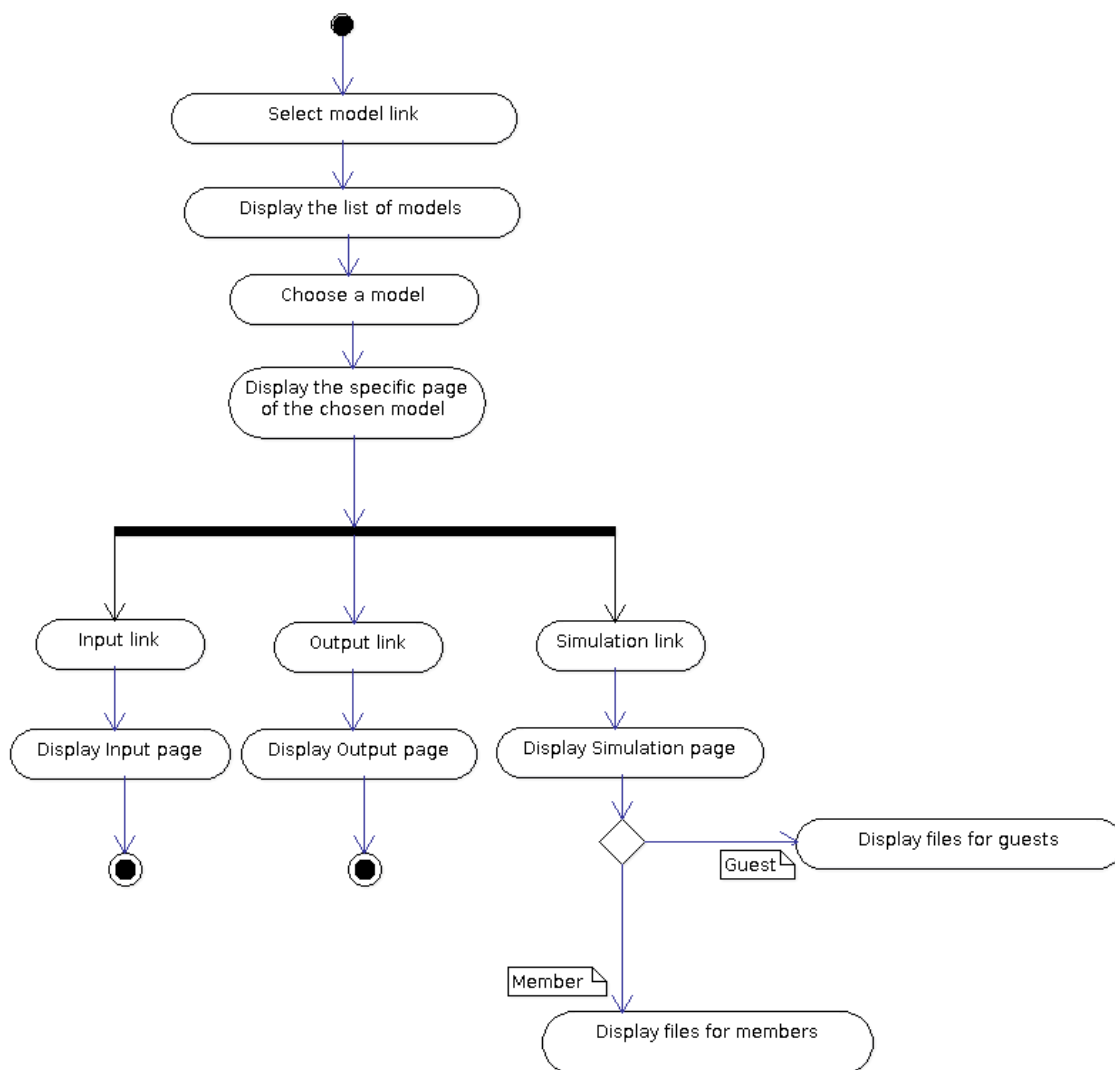 Select model link
Display the list of models
Choose a model
Display the specific page
of the chosen model
Input link
Output link
Simulation link
Display Input page
Display Output page
Display Simulation page
Display files for guests
Guest
Member
Display files for members